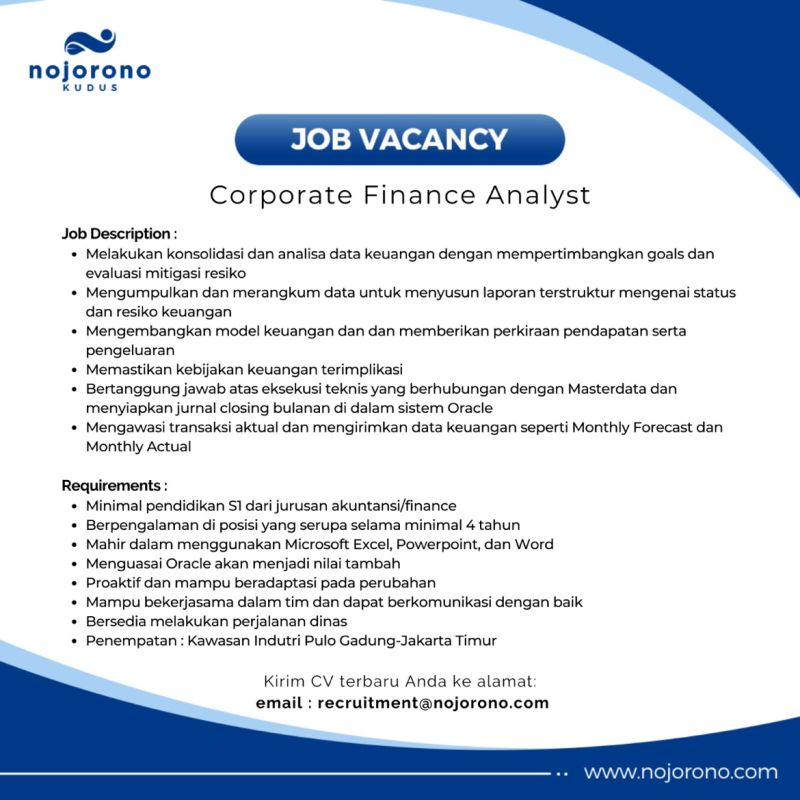 nojorono
KUDUS
JOB VACANCY
Corporate Finance Analyst
Job Description :
• Melakukan konsolidasi dan analisa data keuangan dengan mempertimbangkan goals dan
evaluasi mitigasi resiko
• Mengumpulkan dan merangkum data untuk menyusun laporan terstruktur mengenai status
dan resiko keuangan
• Mengembangkan model keuangan dan dan memberikan perkiraan pendapatan serta
pengeluaran
• Memastikan kebijakan keuangan terimplikasi
• Bertanggung jawab atas eksekusi teknis yang berhubungan dengan Masterdata dan
menyiapkan jurnal closing bulanan di dalam sistem Oracle
• Mengawasi transaksi aktual dan mengirimkan data keuangan seperti Monthly Forecast dan
Monthly Actual
Requirements :
• Minimal pendidikan S1 dari jurusan akuntansi/finance
• Berpengalaman di posisi yang serupa selama minimal 4 tahun
• Mahir dalam menggunakan Microsoft Excel, Powerpoint, dan Word
• Menguasai Oracle akan menjadi nilai tambah
• Proaktif dan mampu beradaptasi pada perubahan
• Mampu bekerjasama dalam tim dan dapat berkomunikasi dengan baik
• Bersedia melakukan perjalanan dinas
• Penempatan : Kawasan Indutri Pulo Gadung-Jakarta Timur
Kirim CV terbaru Anda ke alamat:
email : recruitment@nojorono.com
www.nojorono.com